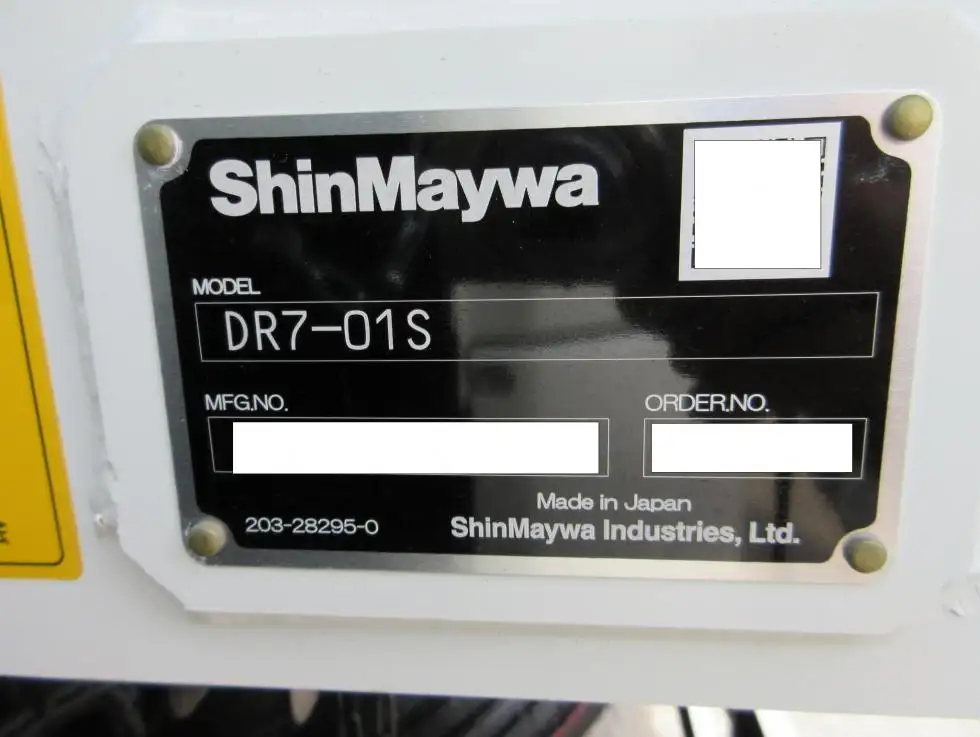 ShinMaywa
MODEL
DR7-01S
MFG.NO.
ORDER.NO.
Made in Japan
203-28295-0
ShinMaywa Industries, Ltd.